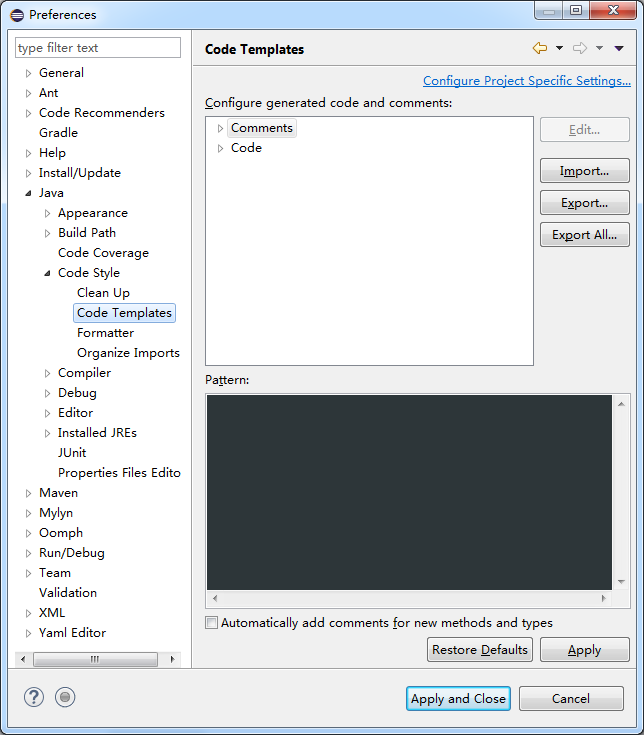 Preferences
type filter text
General
Ant
Code Recommenders
Gradle
Help
Install/Update
Java
Appearance
Build Path
Code Coverage
Code Style
Clean Up
Code Templates
Formatter
Organize Imports
Compiler
Debug
Editor
Installed JREs
JUnit
Properties Files Edito
Maven
Mylyn
Oomph
Run/Debug
Team
Validation
XML
Yaml Editor
Code Templates
Configure Project Specific Settings...
Configure generated code and comments:
Comments
Code
Edit...
Import...
Export...
Export All...
Pattern:
Automatically add comments for new methods and types
Restore Defaults
Apply
?
Apply and Close
Cancel